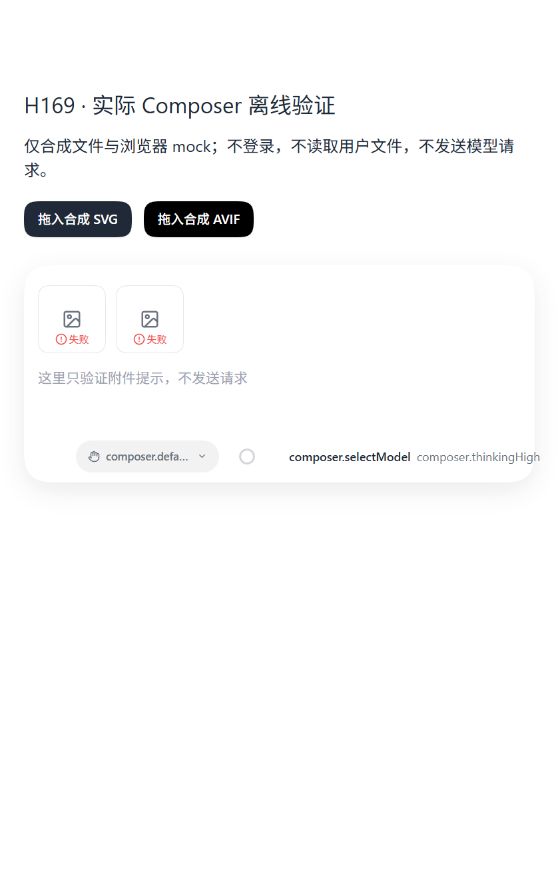 H169 · 实际 Composer 离线验证
仅合成文件与浏览器 mock；不登录，不读取用户文件，不发送模型请
求。
拖入合成 SVG
拖入合成 AVIF
失败
失败
这里只验证附件提示，不发送请求
composer.defa...
composer.selectModel composer.thinkingHigh